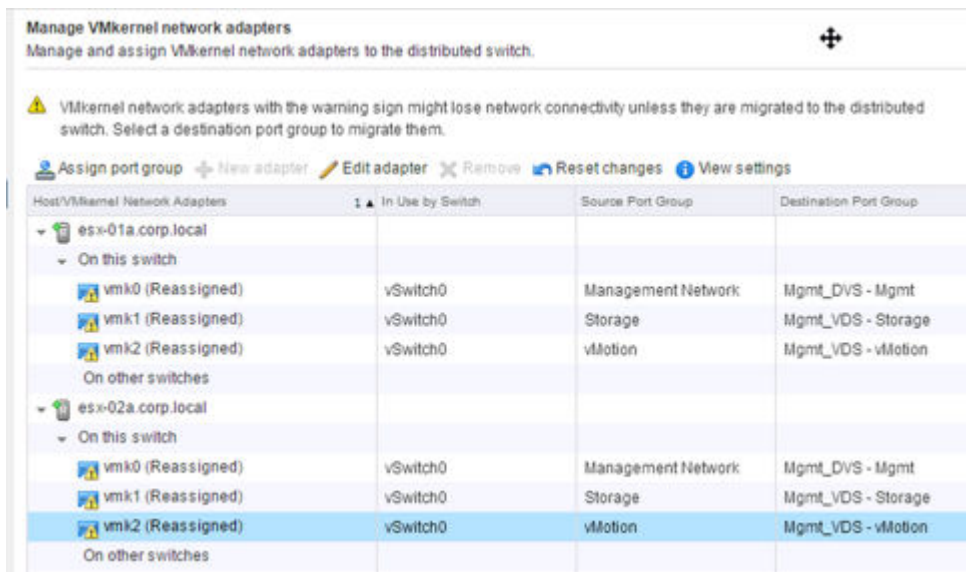 Manage VMkernel network adapters
Manage and assign VMkernel network adapters to the distributed switch.
VMkernel network adapters with the warning sign might lose network connectivity unless they are migrated to the distributed
switch. Select a destination port group to migrate them.
Assign port group New adapter Edit adapter Remove Reset changes View settings
Host/VMkernel Network Adapters 1 ▲ In Use by Switch Source Port Group Destination Port Group
esx-01a.corp.local
On this switch
vmk0 (Reassigned) vSwitch0 Management Network Mgmt_DVS - Mgmt
vmk1 (Reassigned) vSwitch0 Storage Mgmt_VDS - Storage
vmk2 (Reassigned) vSwitch0 vMotion Mgmt_VDS - vMotion
On other switches
esx-02a.corp.local
On this switch
vmk0 (Reassigned) vSwitch0 Management Network Mgmt_DVS - Mgmt
vmk1 (Reassigned) vSwitch0 Storage Mgmt_VDS - Storage
vmk2 (Reassigned) vSwitch0 vMotion Mgmt_VDS - vMotion
On other switches